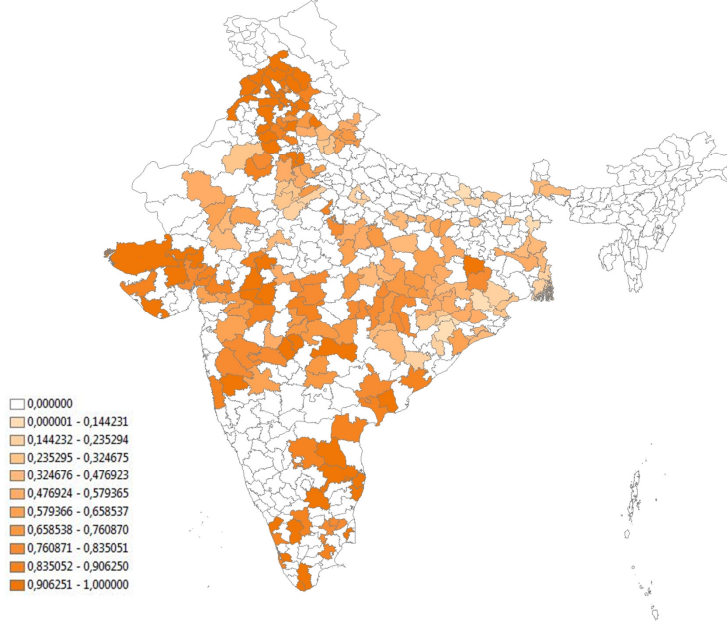 0,000000
0,000001 - 0,144231
0,144232 - 0,235294
0,235295 - 0,324675
0,324676 - 0,476923
0,476924 - 0,579365
0,579366 - 0,658537
0,658538 - 0,760870
0,760871 - 0,835051
0,835052 - 0,906250
0,906251 - 1,000000